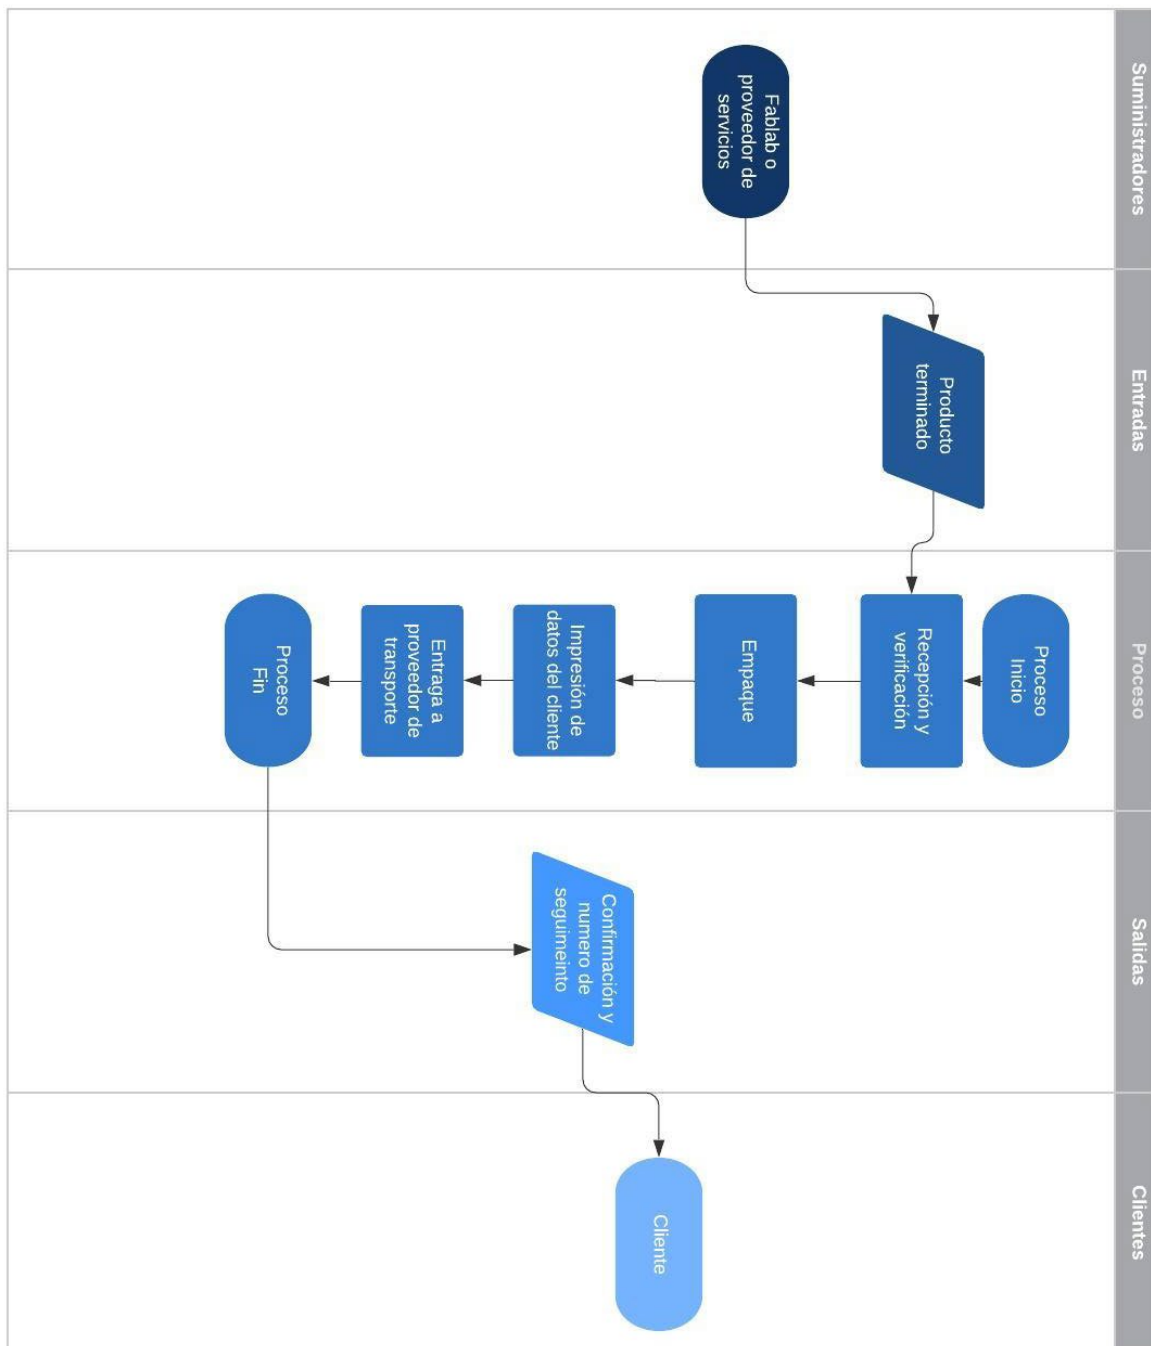 Suministradores
Entradas
Proceso
Salidas
Clientes
Fablab o
proveedor de
servicios
Producto
terminado
Proceso
Inicio
Recepción y
verificación
Empaque
Impresión de
datos del cliente
Entraga a
proveedor de
transporte
Proceso
Fin
Confirmación y
numero de
seguimeinto
Cliente